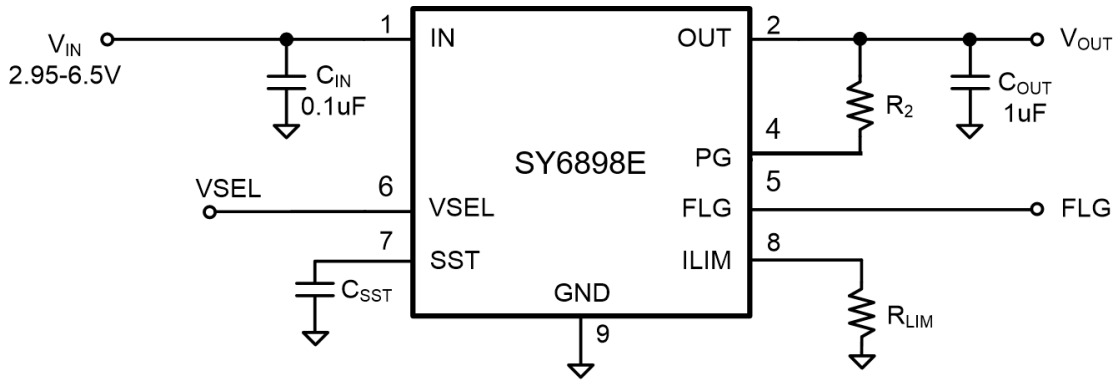 1
IN
OUT
2
VIN
2.95-6.5V
CIN
0.1uF
R2
COUT
1uF
VOUT
4
PG
SY6898E
VSEL
6
VSEL
5
FLG
FLG
7
SST
CSST
8
ILIM
RLIM
GND
9